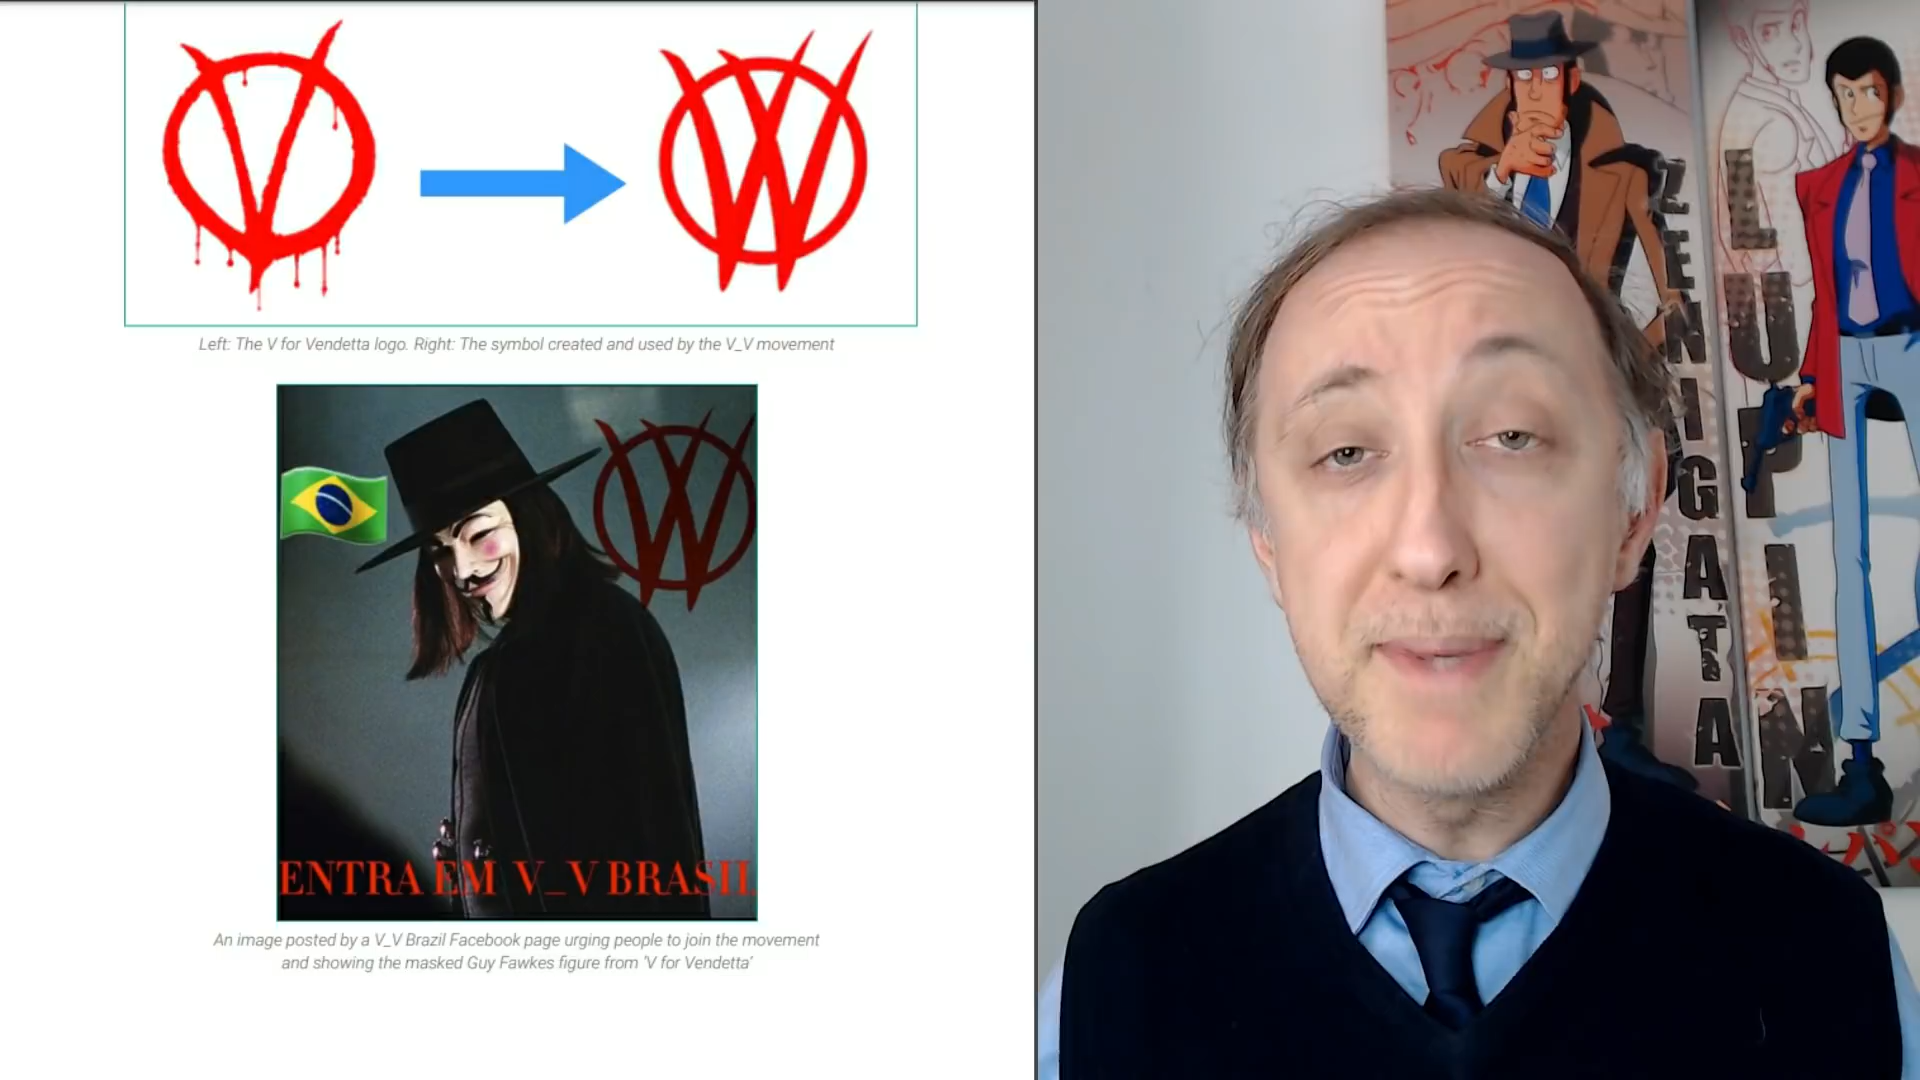 Left: The V for Vendetta logo. Right: The symbol created and used by the V_V movement
ENTRA EM V_V BRASIL
An image posted by a V_V Brazil Facebook page urging people to join the movement
and showing the masked Guy Fawkes figure from 'V for Vendetta'
ZENIGATA
LUPIN